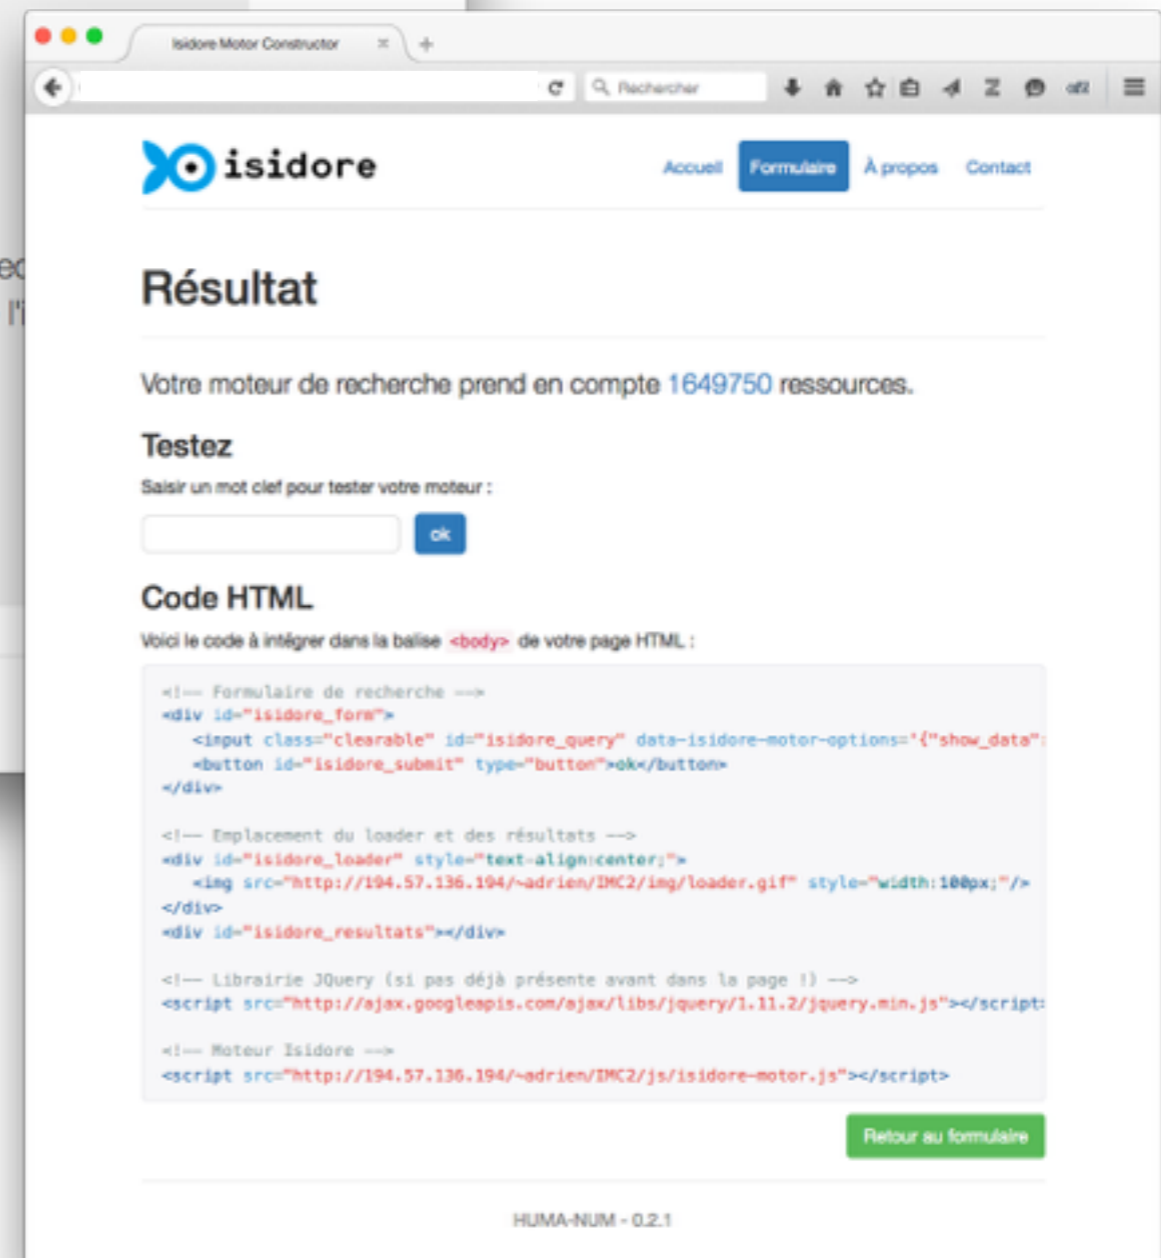 Isidore Motor Constructor
Rechercher
isidore
Accueil
Formulaire
À propos
Contact
Résultat
Votre moteur de recherche prend en compte 1649750 ressources.
Testez
Saisir un mot clef pour tester votre moteur :
ok
Code HTML
Voici le code à intégrer dans la balise <body> de votre page HTML :
<!-- Formulaire de recherche -->
<div id="isidore_form">
<input class="clearable" id="isidore_query" data-isidore-motor-options='{"show_data":
<button id="isidore_submit" type="button">ok</button>
</div>
<!-- Emplacement du loader et des résultats -->
<div id="isidore_loader" style="text-align:center;">
<img src="http://194.57.136.194/~adrien/IMC2/img/loader.gif" style="width:100px;"/>
</div>
<div id="isidore_resultats"></div>
<!-- Librairie JQuery (si pas déjà présente avant dans la page !) -->
<script src="http://ajax.googleapis.com/ajax/libs/jquery/1.11.2/jquery.min.js"></script>
<!-- Moteur Isidore -->
<script src="http://194.57.136.194/~adrien/IMC2/js/isidore-motor.js"></script>
Retour au formulaire
HUMA-NUM - 0.2.1